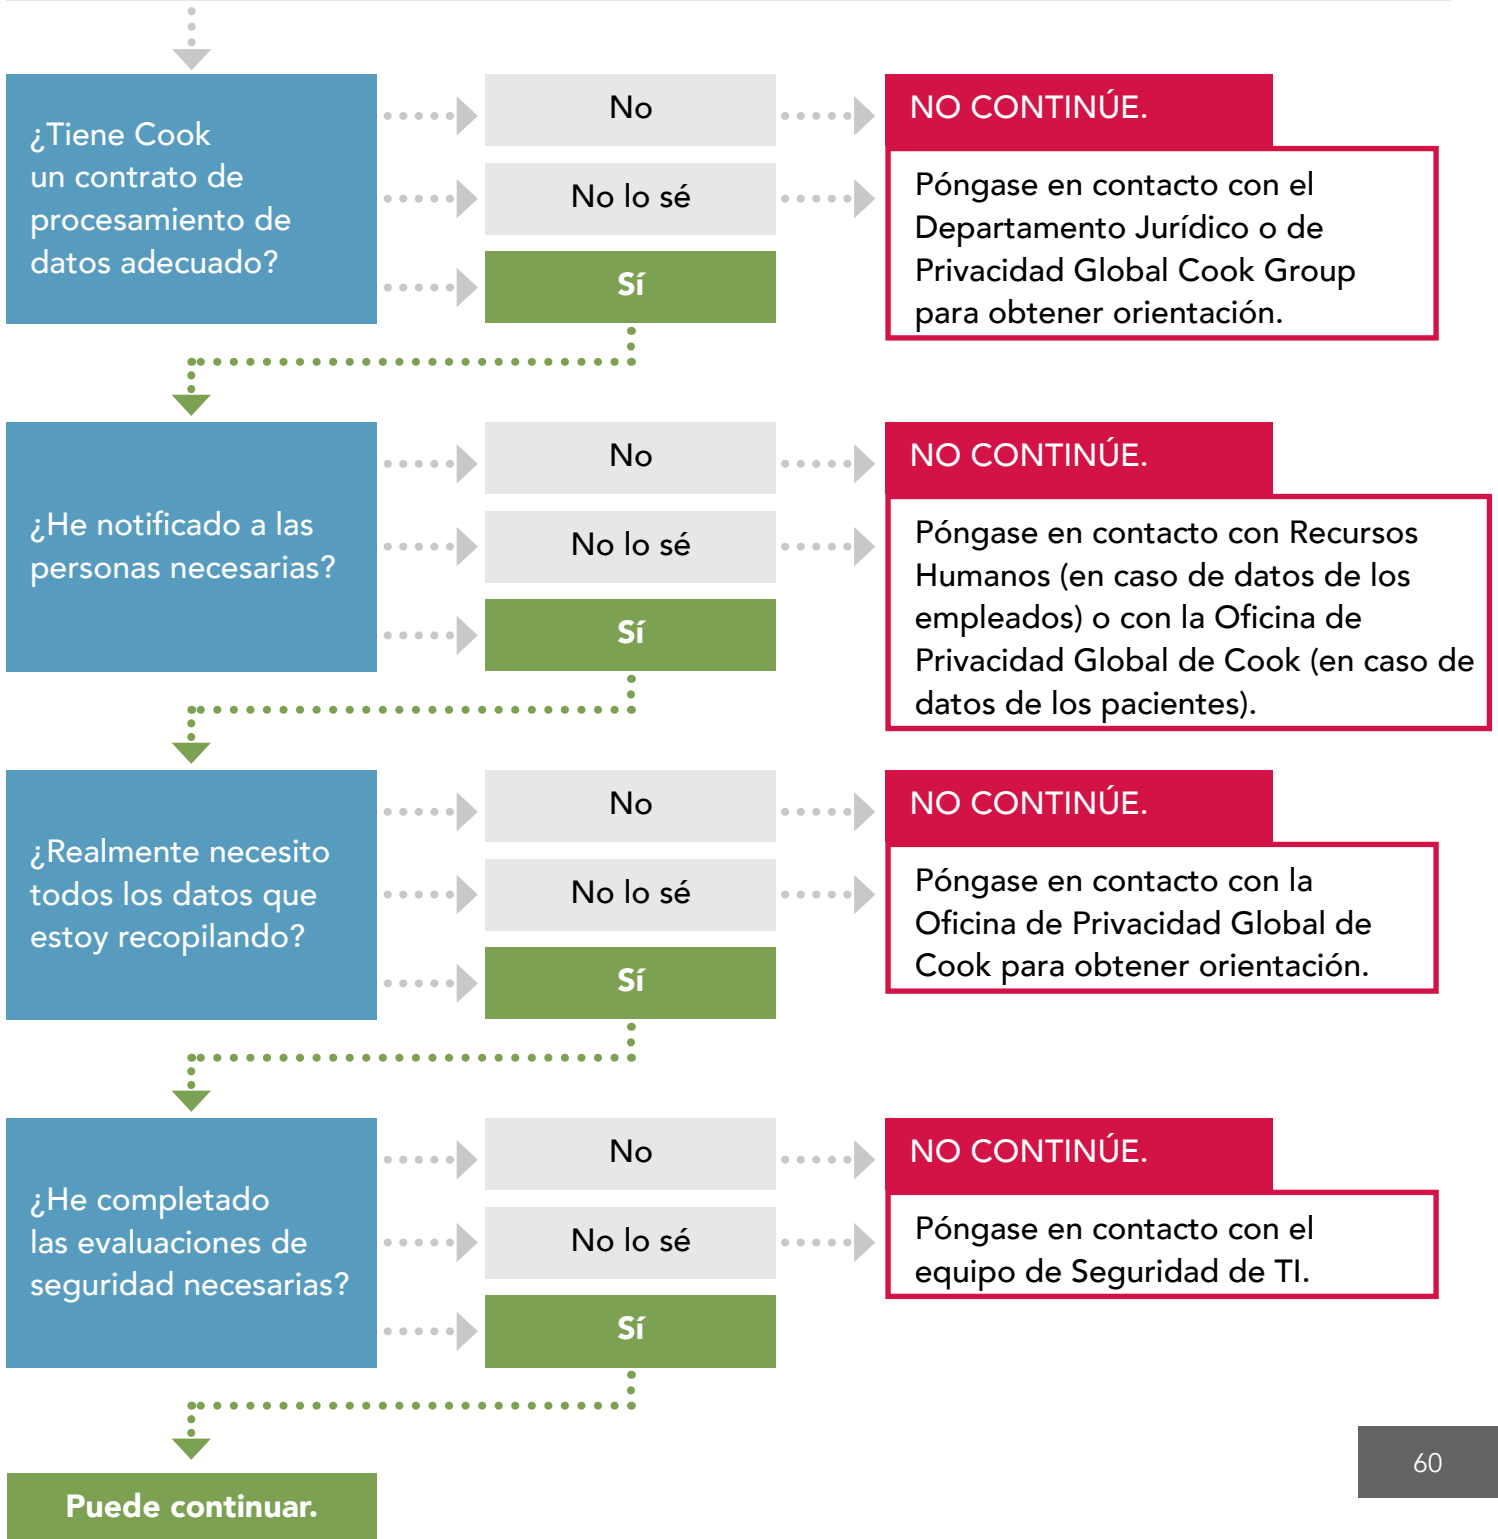 ¿Tiene Cook
un contrato de
procesamiento de
datos adecuado?
No
No lo sé
Sí
NO CONTINÚE.
Póngase en contacto con el
Departamento Jurídico o de
Privacidad Global Cook Group
para obtener orientación.
¿He notificado a las
personas necesarias?
No
No lo sé
Sí
NO CONTINÚE.
Póngase en contacto con Recursos
Humanos (en caso de datos de los
empleados) o con la Oficina de
Privacidad Global de Cook (en caso de
datos de los pacientes).
¿Realmente necesito
todos los datos que
estoy recopilando?
No
No lo sé
Sí
NO CONTINÚE.
Póngase en contacto con la
Oficina de Privacidad Global de
Cook para obtener orientación.
¿He completado
las evaluaciones de
seguridad necesarias?
No
No lo sé
Sí
NO CONTINÚE.
Póngase en contacto con el
equipo de Seguridad de TI.
Puede continuar.
60